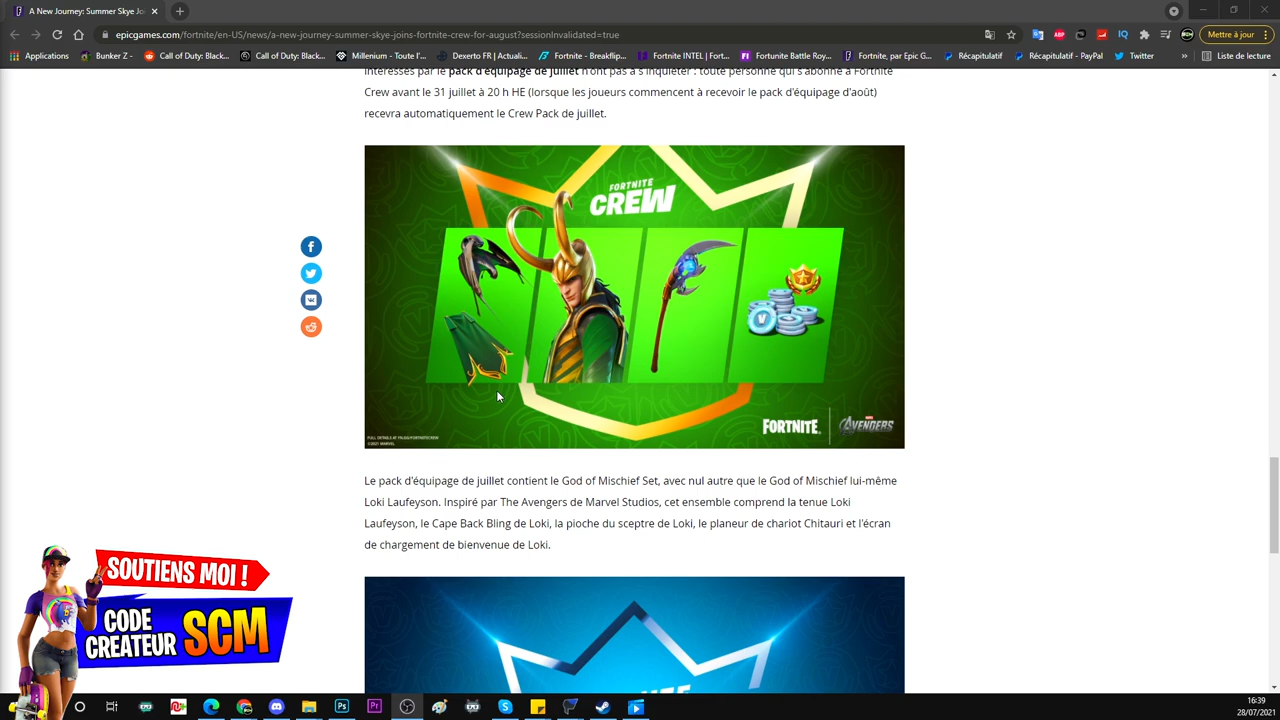 A New Journey: Summer Skye Jo
epicgames.com/fortnite/en-US/news/a-new-journey-summer-skye-joins-fortnite-crew-for-august?sessionInvalidated=true
Mettre à jour
Applications
Bunker Z -
Call of Duty: Black...
Call of Duty: Black...
Millenium - Toute l'...
Dexerto FR | Actuali...
Fortnite - Breakflip...
Fortnite INTEL | Fort...
Fortnite Battle Roy...
Fortnite, par Epic G...
Récapitulatif
Récapitulatif - PayPal
Twitter
»
Liste de lecture
intéressés par le pack d'équipage de juillet n'ont pas à s'inquiéter : toute personne qui s'abonne à Fortnite
Crew avant le 31 juillet à 20 h HE (lorsque les joueurs commencent à recevoir le pack d'équipage d'août)
recevra automatiquement le Crew Pack de juillet.
FORTNITE
CREW
FORTNITE
MARVEL
AVENGERS
©2021 MARVEL
Le pack d'équipage de juillet contient le God of Mischief Set, avec nul autre que le God of Mischief lui-même
Loki Laufeyson. Inspiré par The Avengers de Marvel Studios, cet ensemble comprend la tenue Loki
Laufeyson, le Cape Back Bling de Loki, la pioche du sceptre de Loki, le planeur de chariot Chitauri et l'écran
de chargement de bienvenue de Loki.
SOUTIENS MOI !
CODE
CREATEUR SCM
16:39
28/07/2021